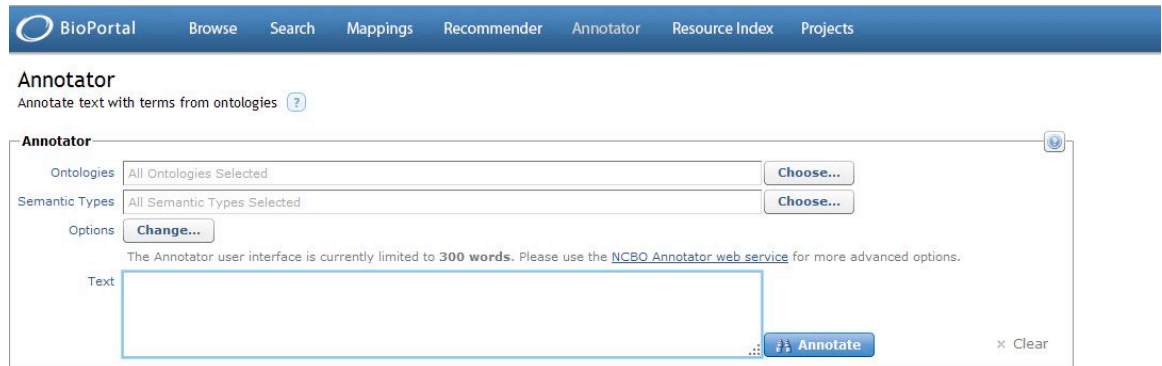 BioPortal Browse Search Mappings Recommender Annotator Resource Index Projects
Annotator
Annotate text with terms from ontologies ?
Annotator
Ontologies All Ontologies Selected Choose...
Semantic Types All Semantic Types Selected Choose...
Options Change...
The Annotator user interface is currently limited to 300 words. Please use the NCBO Annotator web service for more advanced options.
Text
Annotate × Clear